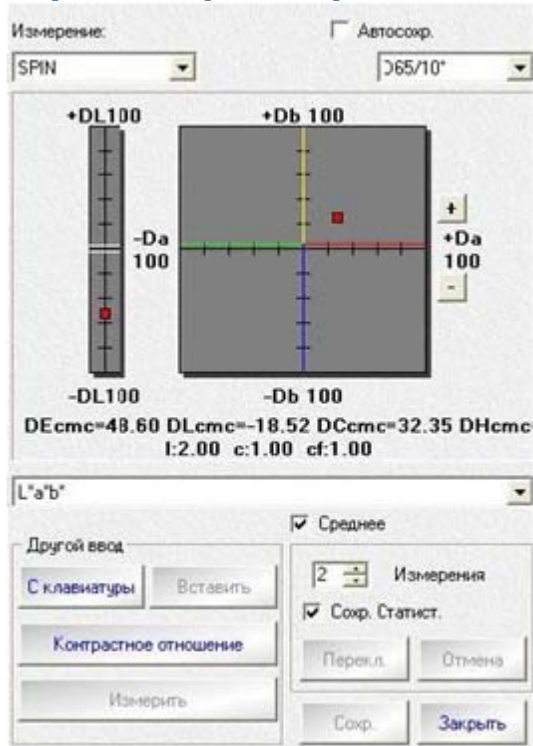 Измерение:
Автосохр.
SPIN
D65/10°
+DL100
+Db 100
-Da
100
+
+Da
100
-
-DL100
-Db 100
DEcmc=48.60 DLcmc=-18.52 DCcmc=32.35 DHcmc
l:2.00 c:1.00 cf:1.00
L*a*b*
Среднее
Другой ввод
С клавиатуры
Вставить
2
Измерения
Сохр. Статист.
Контрастное отношение
Перекл.
Отмена
Измерить
Сохр.
Закрыть